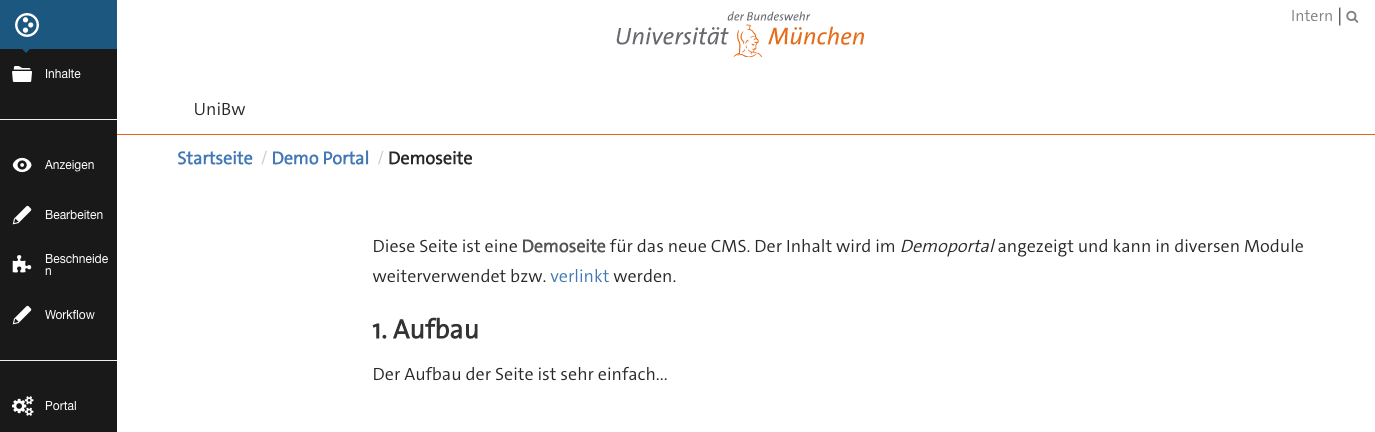 der Bundeswehr
Universität München
Intern |
Inhalte
UniBw
Startseite / Demo Portal / Demoseite
Anzeigen
Bearbeiten
Beschneide
n
Workflow
Portal
Diese Seite ist eine Demoseite für das neue CMS. Der Inhalt wird im Demoportal angezeigt und kann in diversen Module
weiterverwendet bzw. verlinkt werden.
1. Aufbau
Der Aufbau der Seite ist sehr einfach...